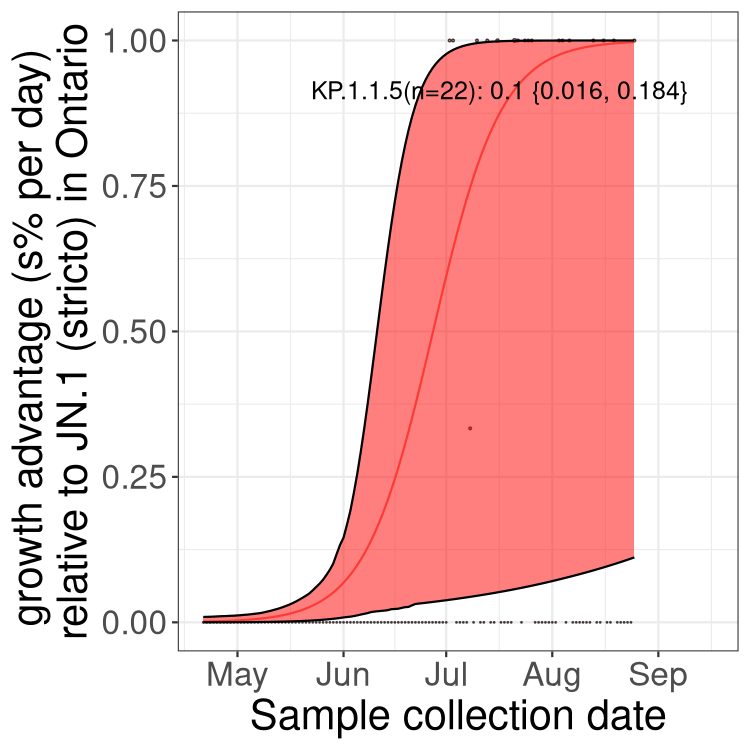 growth advantage (s% per day)
relative to JN.1 (stricto) in Ontario
1.00
0.75
0.50
0.25
0.00
KP.1.1.5(n=22): 0.1 {0.016, 0.184}
May Jun Jul Aug Sep
Sample collection date